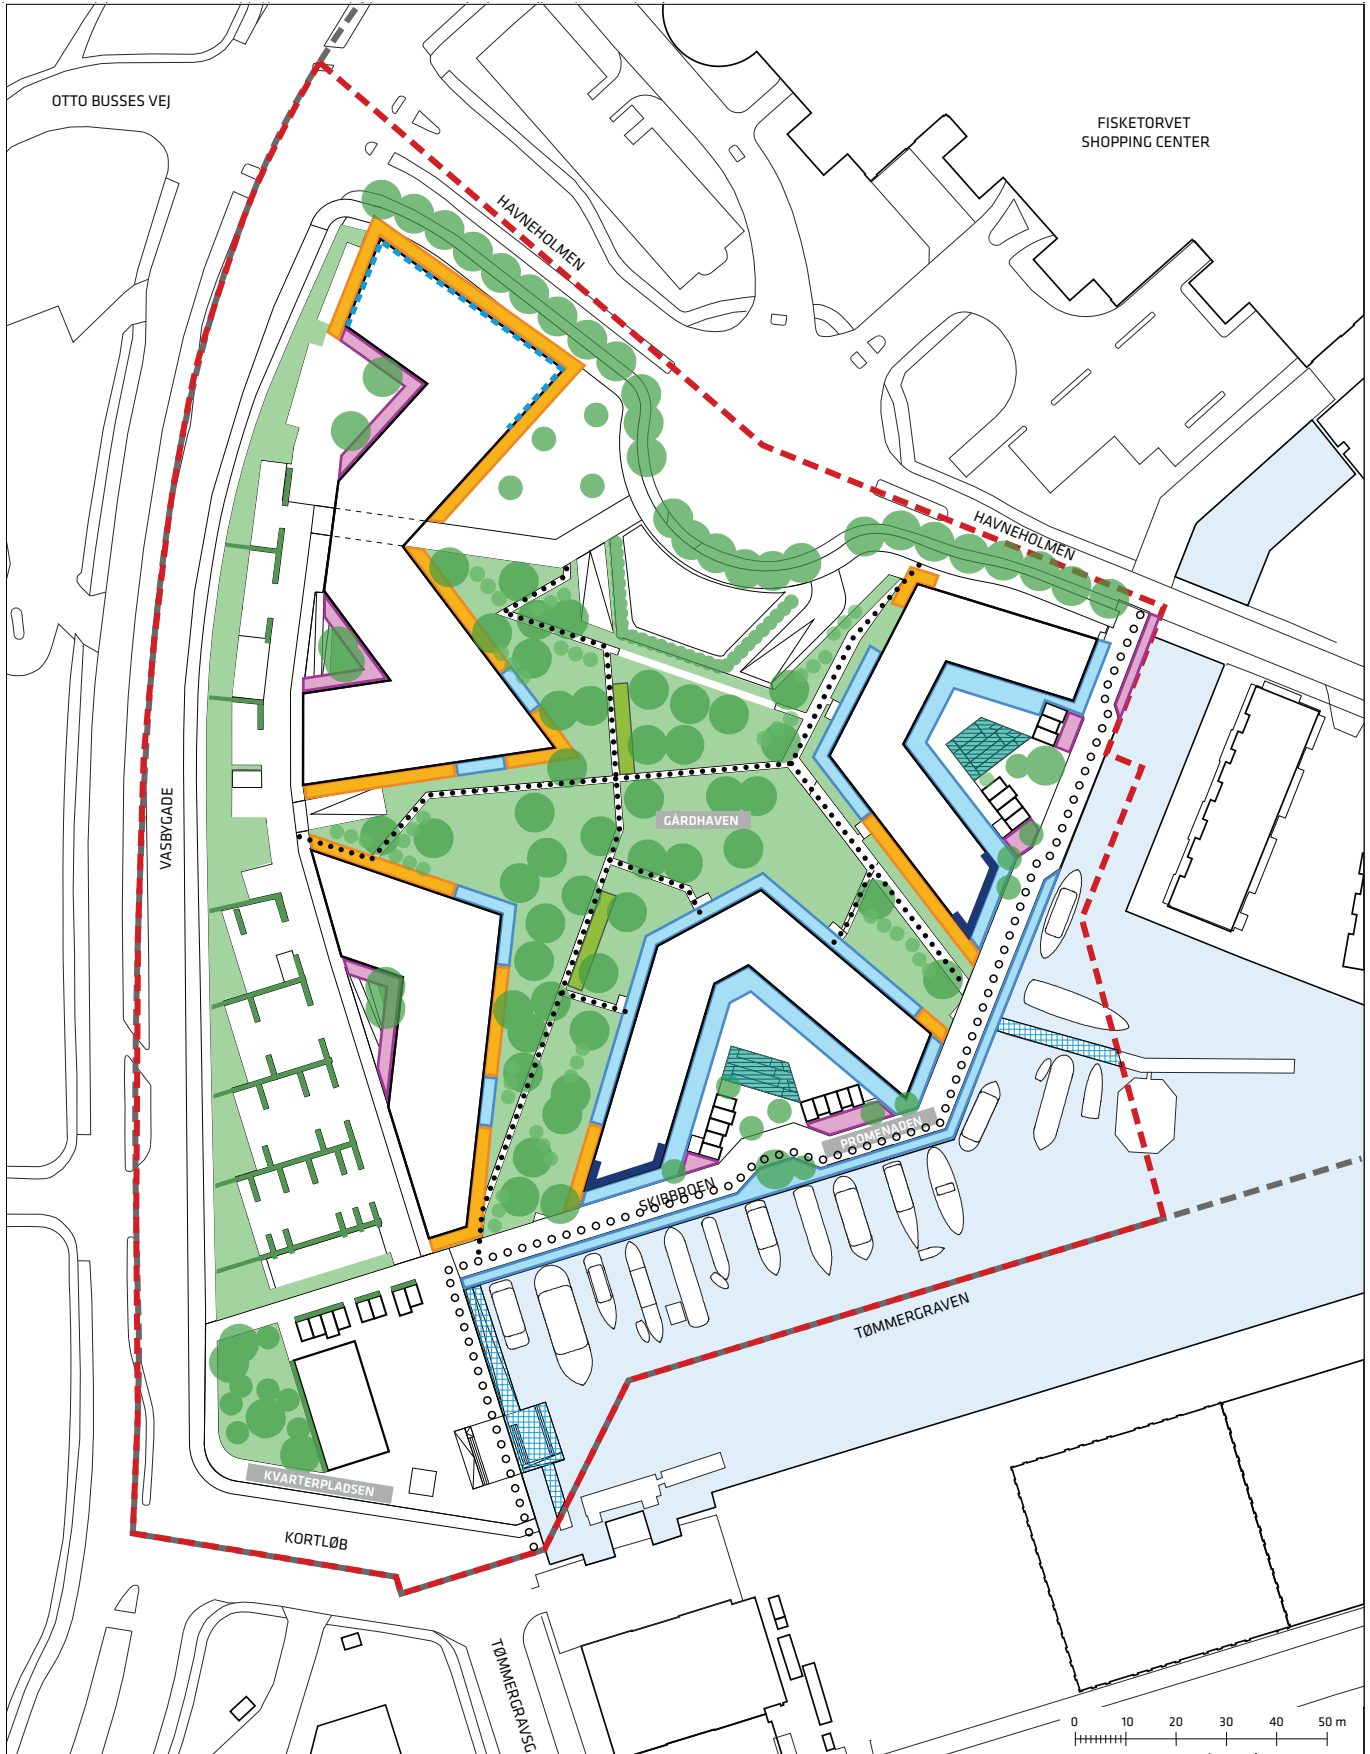 OTTO BUSSES VEJ
FISKETORVET
SHOPPING CENTER
HAVNEHOLMEN
HAVNEHOLMEN
VASBYGADE
GÅRDHAVEN
PROMENADEN
SKIBBROEN
TØMMERGRAVEN
KVARTERPLADSEN
KORTLØB
TØMMERGRAVSG
0 10 20 30 40 50 m